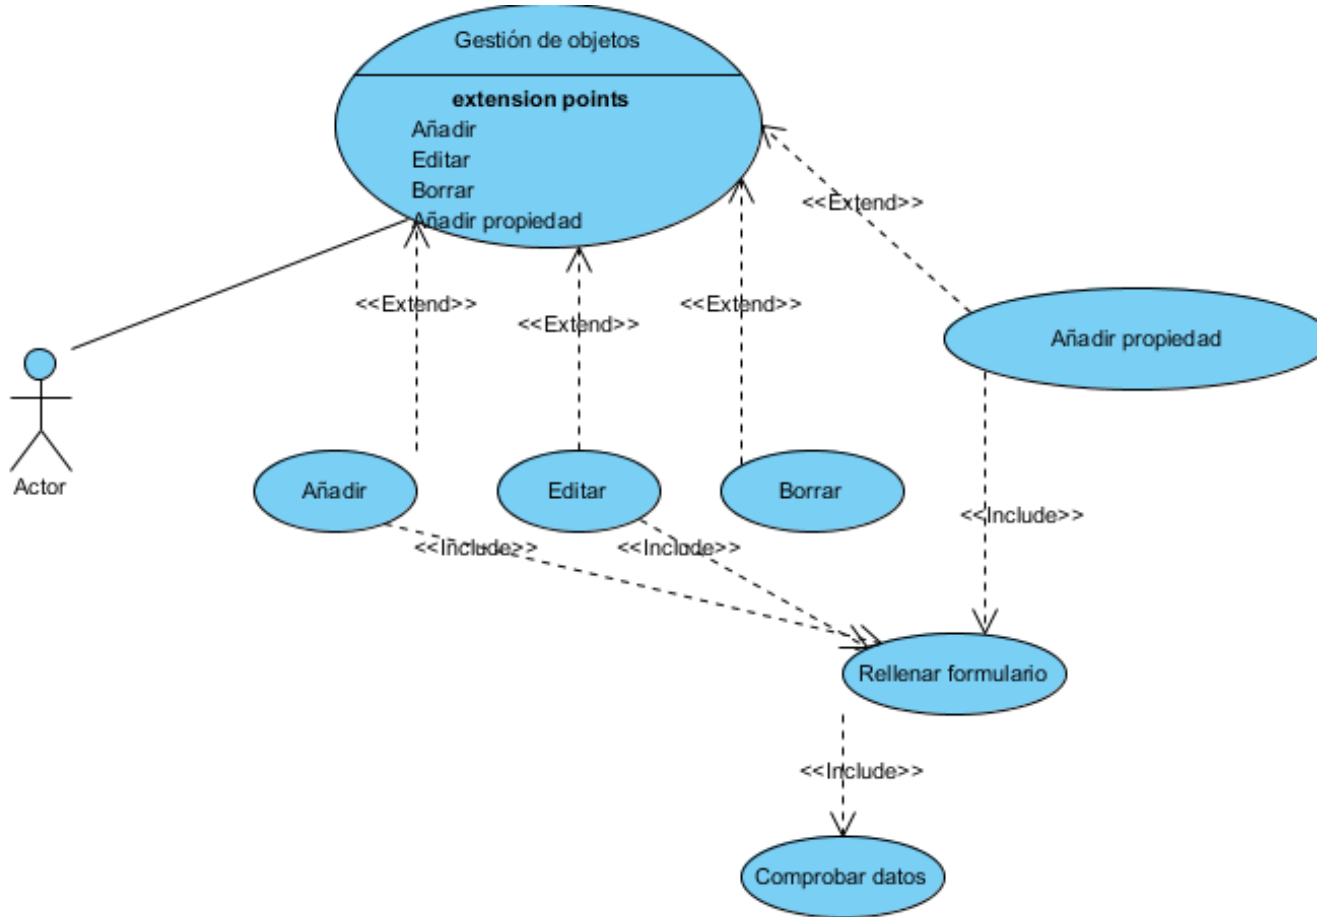 Gestión de objetos
extension points
Añadir
Editar
Borrar
Añadir propiedad
<<Extend>>
<<Extend>>
<<Extend>>
<<Extend>>
Añadir propiedad
Actor
Añadir
Editar
Borrar
<<Include>>
<<Include>>
<<Include>>
Rellenar formulario
<<Include>>
Comprobar datos